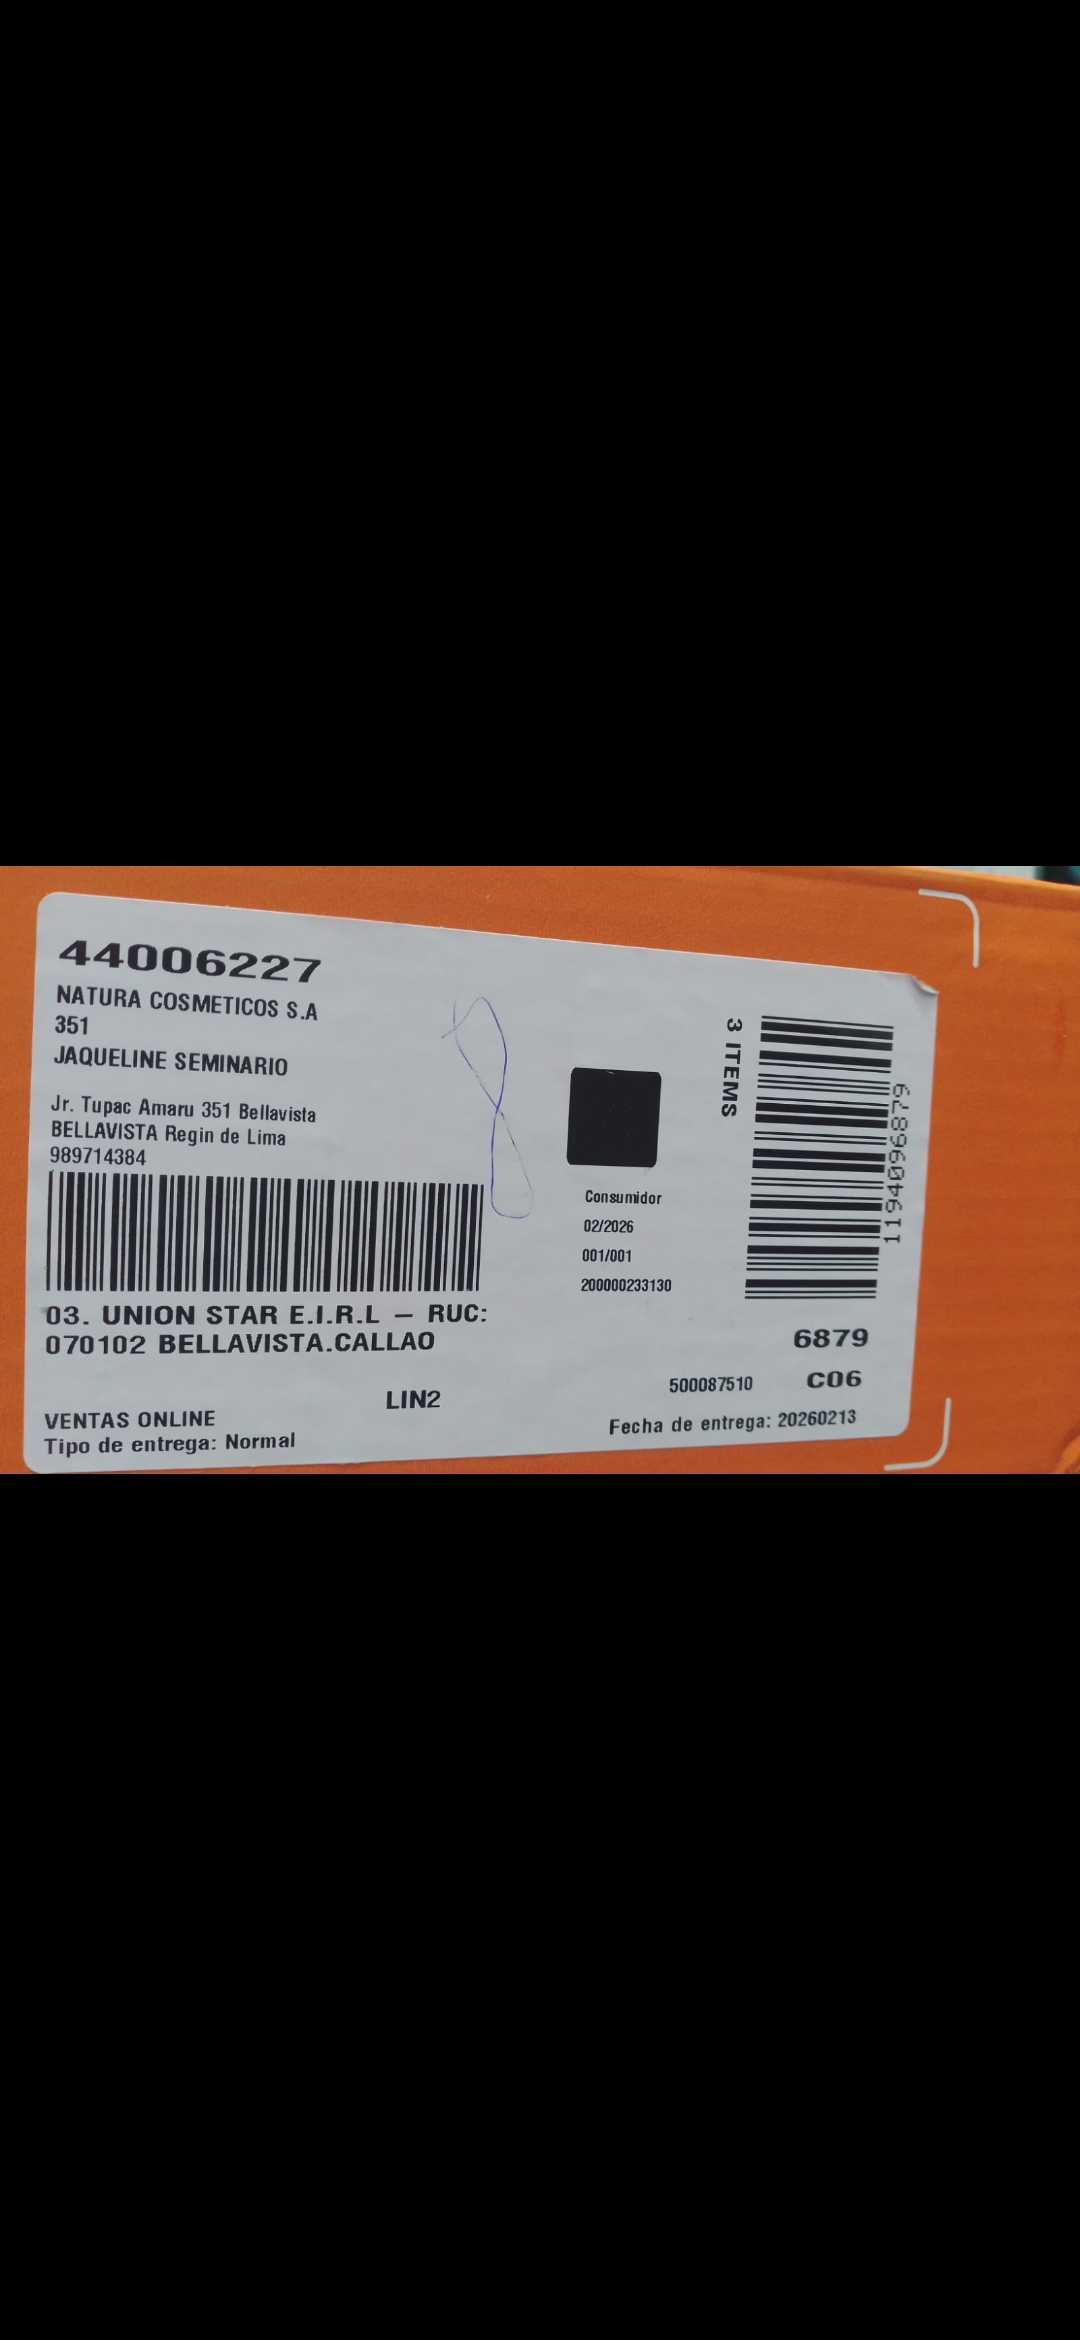 44006227
NATURA COSMETICOS S.A
351
JAQUELINE SEMINARIO
Jr. Tupac Amaru 351 Bellavista
BELLAVISTA Regin de Lima
989714384
03. UNION STAR E.I.R.L – RUC:
070102 BELLAVISTA.CALLAO
LIN2
VENTAS ONLINE
Tipo de entrega: Normal
Consumidor
02/2026
001/001
200000233130
3 ITEMS
1194096879
6879
500087510 C06
Fecha de entrega: 20260213